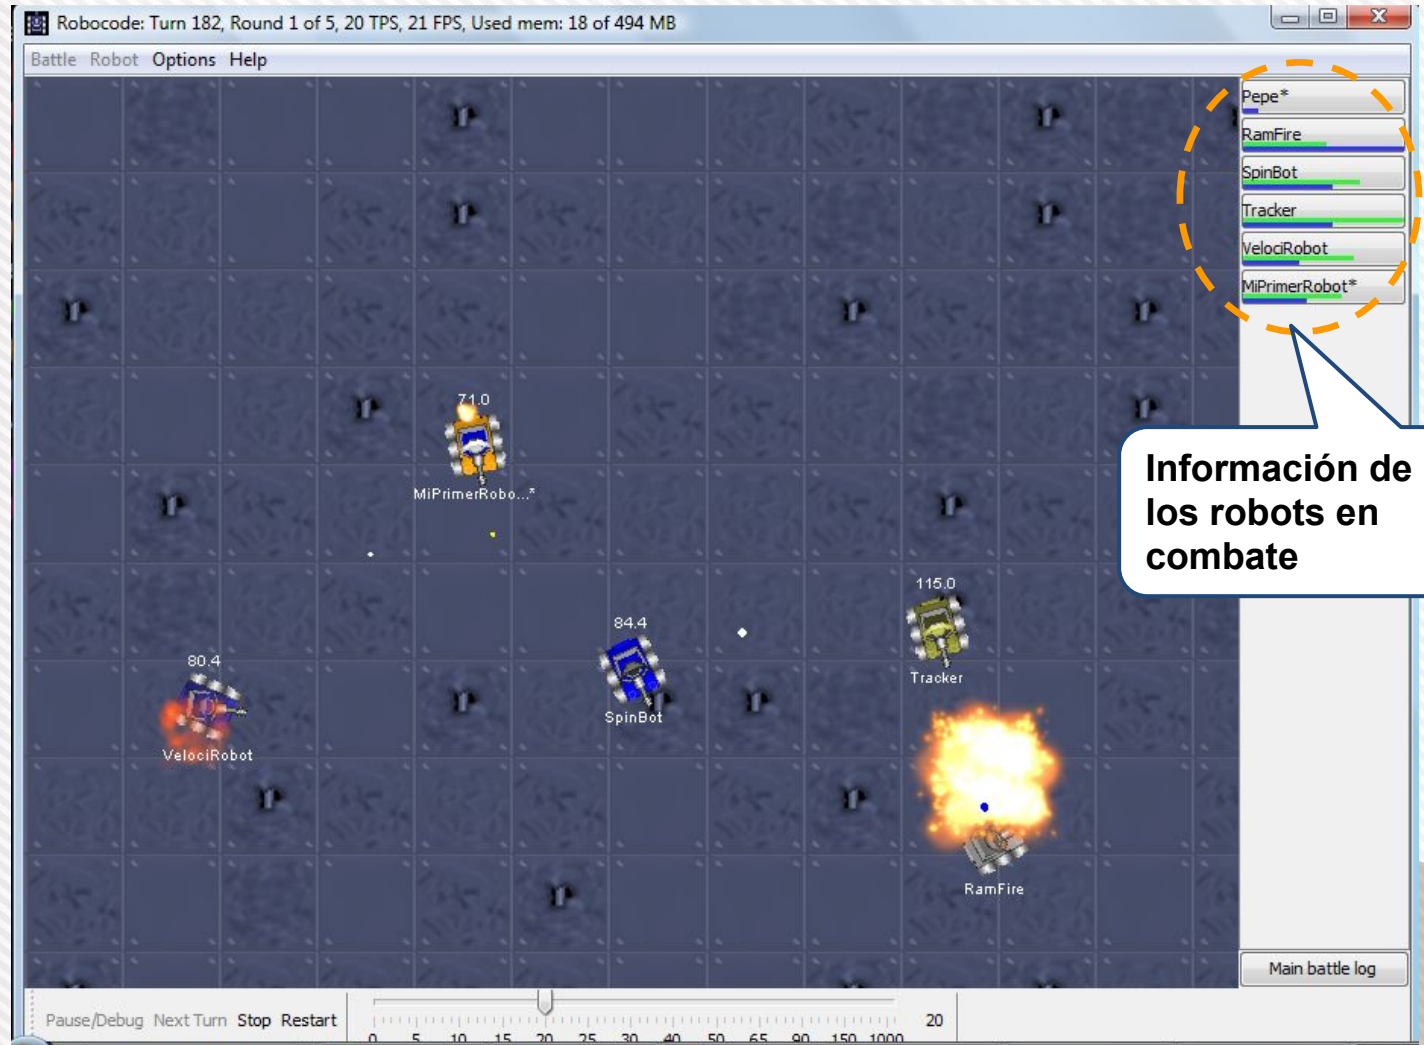 Robocode: Turn 182, Round 1 of 5, 20 TPS, 21 FPS, Used mem: 18 of 494 MB
Battle Robot Options Help
Pepe*
RamFire
SpinBot
Tracker
VelociRobot
MiPrimerRobot*
71.0
MiPrimerRobo...*
Información de
los robots en
combate
115.0
Tracker
84.4
SpinBot
80.4
VelociRobot
RamFire
Main battle log
Pause/Debug Next Turn Stop Restart
0 5 10 15 20 25 30 40 50 65 90 150 1000
20